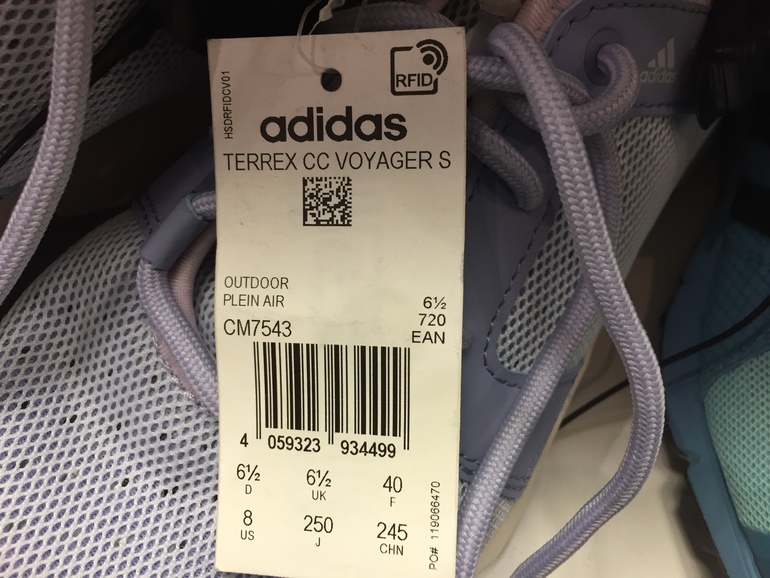 HSDRFIDCV01
RFID
adidas
TERREX CC VOYAGER S
OUTDOOR
PLEIN AIR
6½
720
CM7543
EAN
4 059323 934499
6½ 6½ 40
D UK F
8 250 245
US J CHN
PO# 119066470
adidas